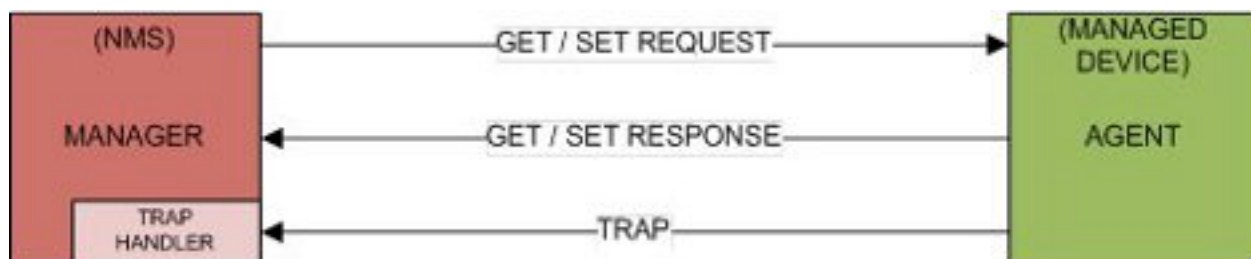 (NMS)
GET / SET REQUEST
(MANAGED
DEVICE)
MANAGER
GET / SET RESPONSE
AGENT
TRAP
HANDLER
TRAP